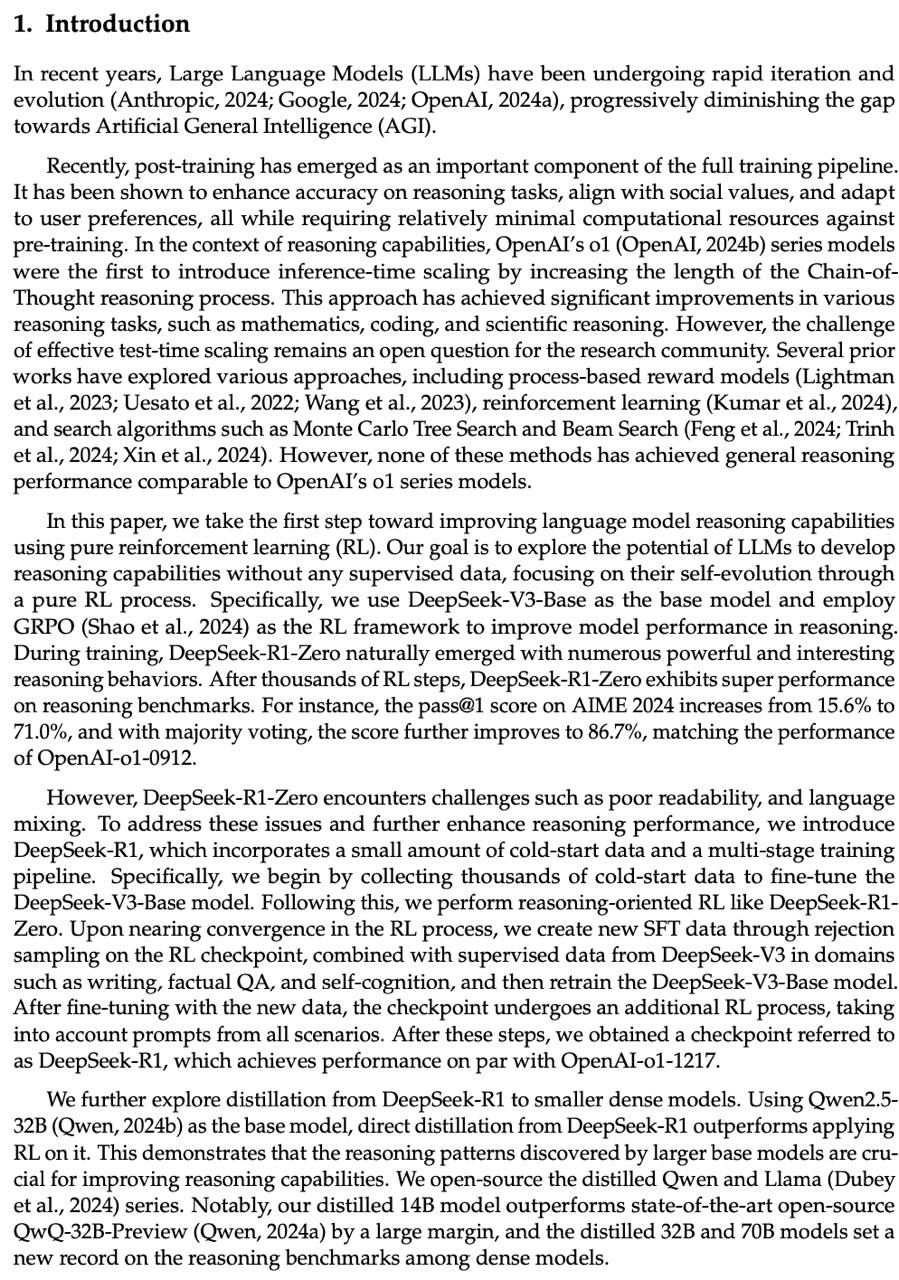 1. Introduction
In recent years, Large Language Models (LLMs) have been undergoing rapid iteration and
evolution (Anthropic, 2024; Google, 2024; OpenAI, 2024a), progressively diminishing the gap
towards Artificial General Intelligence (AGI).
Recently, post-training has emerged as an important component of the full training pipeline.
It has been shown to enhance accuracy on reasoning tasks, align with social values, and adapt
to user preferences, all while requiring relatively minimal computational resources against
pre-training. In the context of reasoning capabilities, OpenAI's o1 (OpenAI, 2024b) series models
were the first to introduce inference-time scaling by increasing the length of the Chain-of-
Thought reasoning process. This approach has achieved significant improvements in various
reasoning tasks, such as mathematics, coding, and scientific reasoning. However, the challenge
of effective test-time scaling remains an open question for the research community. Several prior
works have explored various approaches, including process-based reward models (Lightman
et al., 2023; Uesato et al., 2022; Wang et al., 2023), reinforcement learning (Kumar et al., 2024),
and search algorithms such as Monte Carlo Tree Search and Beam Search (Feng et al., 2024; Trinh
et al., 2024; Xin et al., 2024). However, none of these methods has achieved general reasoning
performance comparable to OpenAI's o1 series models.
In this paper, we take the first step toward improving language model reasoning capabilities
using pure reinforcement learning (RL). Our goal is to explore the potential of LLMs to develop
reasoning capabilities without any supervised data, focusing on their self-evolution through
a pure RL process. Specifically, we use DeepSeek-V3-Base as the base model and employ
GRPO (Shao et al., 2024) as the RL framework to improve model performance in reasoning.
During training, DeepSeek-R1-Zero naturally emerged with numerous powerful and interesting
reasoning behaviors. After thousands of RL steps, DeepSeek-R1-Zero exhibits super performance
on reasoning benchmarks. For instance, the pass@1 score on AIME 2024 increases from 15.6% to
71.0%, and with majority voting, the score further improves to 86.7%, matching the performance
of OpenAI-o1-0912.
However, DeepSeek-R1-Zero encounters challenges such as poor readability, and language
mixing. To address these issues and further enhance reasoning performance, we introduce
DeepSeek-R1, which incorporates a small amount of cold-start data and a multi-stage training
pipeline. Specifically, we begin by collecting thousands of cold-start data to fine-tune the
DeepSeek-V3-Base model. Following this, we perform reasoning-oriented RL like DeepSeek-R1-
Zero. Upon nearing convergence in the RL process, we create new SFT data through rejection
sampling on the RL checkpoint, combined with supervised data from DeepSeek-V3 in domains
such as writing, factual QA, and self-cognition, and then retrain the DeepSeek-V3-Base model.
After fine-tuning with the new data, the checkpoint undergoes an additional RL process, taking
into account prompts from all scenarios. After these steps, we obtained a checkpoint referred to
as DeepSeek-R1, which achieves performance on par with OpenAI-o1-1217.
We further explore distillation from DeepSeek-R1 to smaller dense models. Using Qwen2.5-
32B (Qwen, 2024b) as the base model, direct distillation from DeepSeek-R1 outperforms applying
RL on it. This demonstrates that the reasoning patterns discovered by larger base models are cru-
cial for improving reasoning capabilities. We open-source the distilled Qwen and Llama (Dubey
et al., 2024) series. Notably, our distilled 14B model outperforms state-of-the-art open-source
QwQ-32B-Preview (Qwen, 2024a) by a large margin, and the distilled 32B and 70B models set a
new record on the reasoning benchmarks among dense models.